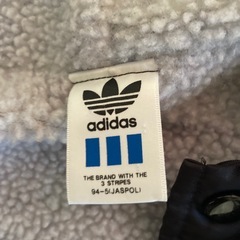 adidas
THE BRAND WITH THE
3 STRIPES
94-5(JASPOL)